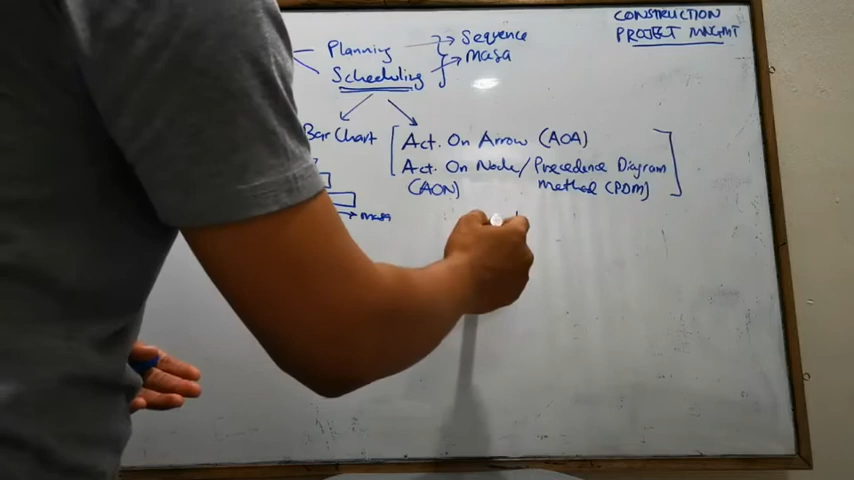 CONSTRUCTION
PROJECT MNGMT
Planning
Sequence
Masa
Scheduling
Bar Chart
Act. On Arrow (AOA)
Act. On Node/Precedence Diagram
(AON) Method (PDM)
masa